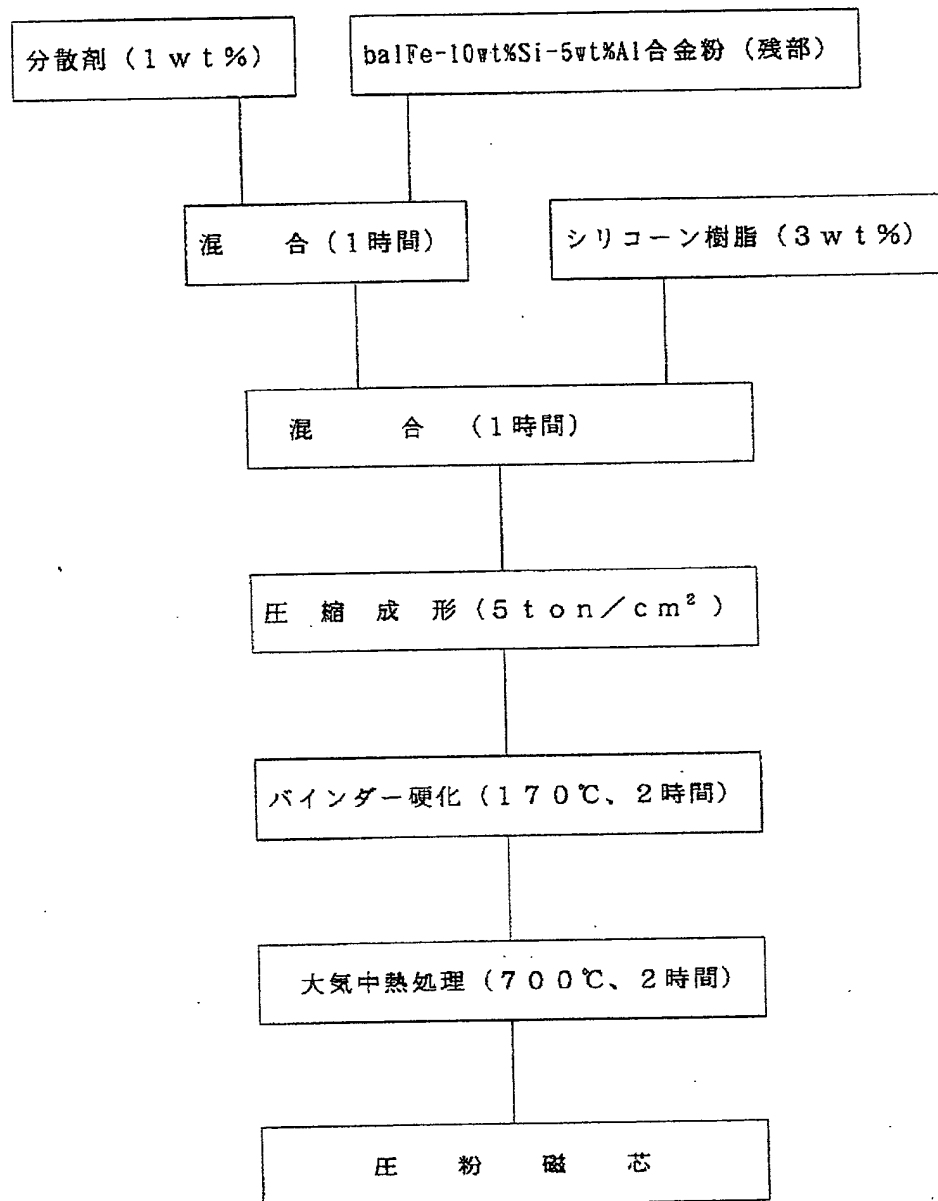 分散剤（1wt%）
balFe-10wt%Si-5wt%Al合金粉（残部）
混　合（1時間）
シリコーン樹脂（3wt%）
混　合　（1時間）
圧縮成形（5ton／cm²）
バインダー硬化（170℃、2時間）
大気中熱処理（700℃、2時間）
圧粉磁芯